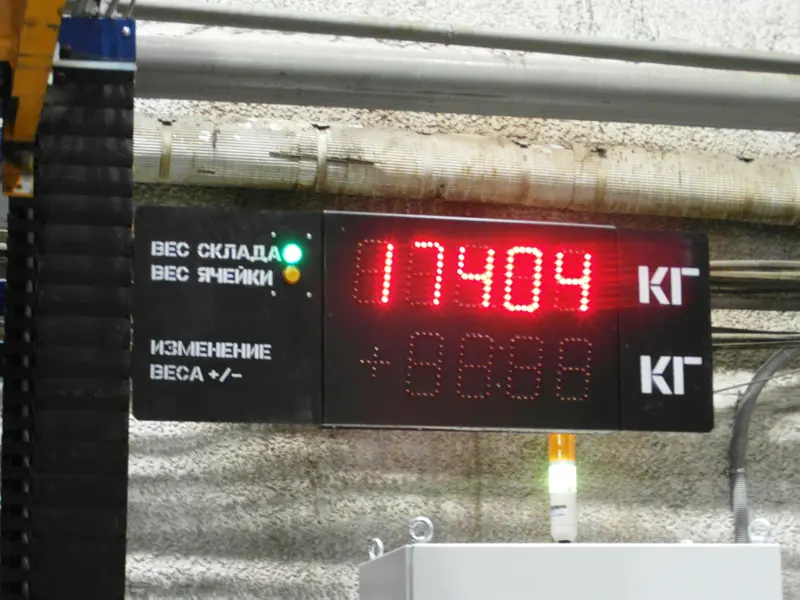 ВЕС СКЛАДА
ВЕС ЯЧЕЙКИ
17404 КГ
ИЗМЕНЕНИЕ
ВЕСА +/-
КГ